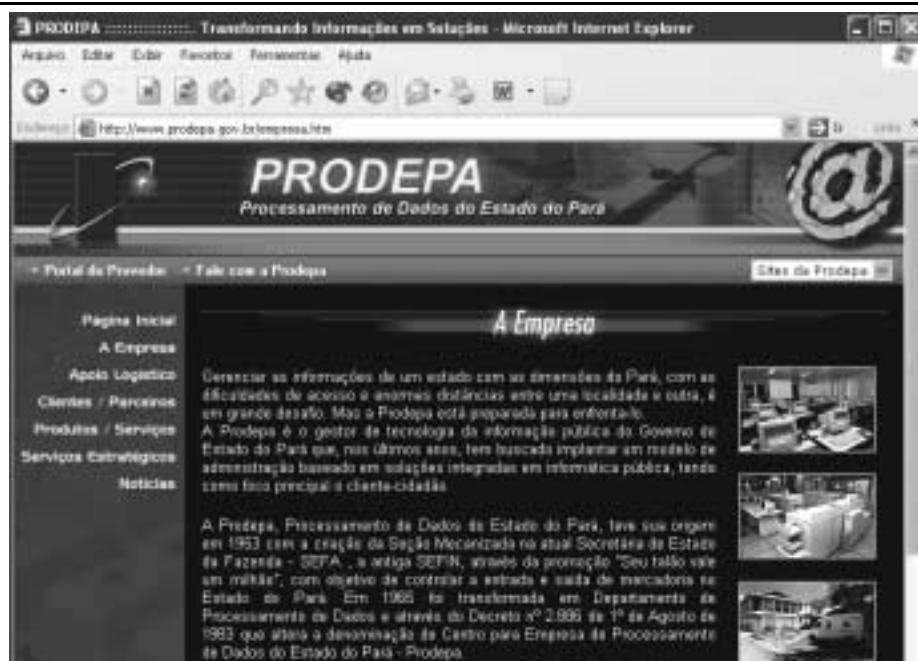 PRODEPA :::::::::::::: Transformando Informações em Soluções - Microsoft Internet Explorer
Arquivo Editar Exibir Favoritos Ferramentas Ajuda
Endereço http://www.prodepa.gov.br/empresa.htm Ir
PRODEPA
Processamento de Dados do Estado do Pará
Portal do Provedor Fale com a Prodepa Sites da Prodepa
Página Inicial
A Empresa
Apoio Logístico
Clientes / Parceiros
Produtos / Serviços
Serviços Estratégicos
Notícias
A Empresa
Gerenciar as informações de um estado com as dimensões do Pará, com as
dificuldades de acesso e enormes distâncias entre uma localidade e outra, é
um grande desafio. Mas a Prodepa está preparada para enfrentá-lo.
A Prodepa é o gestor de tecnologia da informação pública do Governo do
Estado do Pará que, nos últimos anos, tem buscado implantar um modelo de
administração baseado em soluções integradas em informática pública, tendo
como foco principal o cliente-cidadão.
A Prodepa, Processamento de Dados do Estado do Pará, teve sua origem
em 1963 com a criação da Seção Mecanizada na atual Secretaria de Estado
da Fazenda - SEFA , a antiga SEFIN, através da promoção "Seu talão vale
um milhão", com objetivo de controlar a entrada e saída de mercadoria no
Estado do Pará. Em 1966 foi transformada em Departamento de
Processamento de Dados e através do Decreto nº 2.886 de 1º de Agosto de
1983 que altera a denominação de Centro para Empresa de Processamento
de Dados do Estado do Pará - Prodepa.